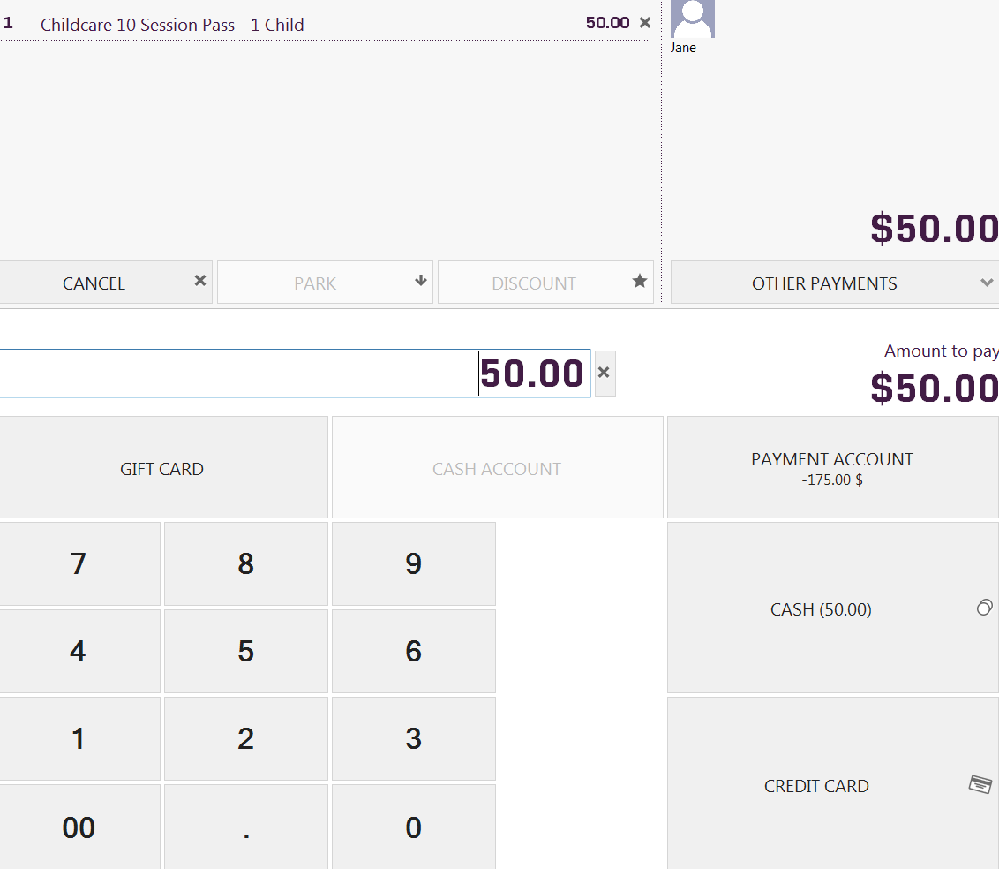 1 Childcare 10 Session Pass - 1 Child 50.00
Jane
$50.00
CANCEL PARK DISCOUNT OTHER PAYMENTS
Amount to pay
50.00 $50.00
GIFT CARD CASH ACCOUNT PAYMENT ACCOUNT
-175.00 $
7 8 9
CASH (50.00)
4 5 6
1 2 3
CREDIT CARD
00 . 0